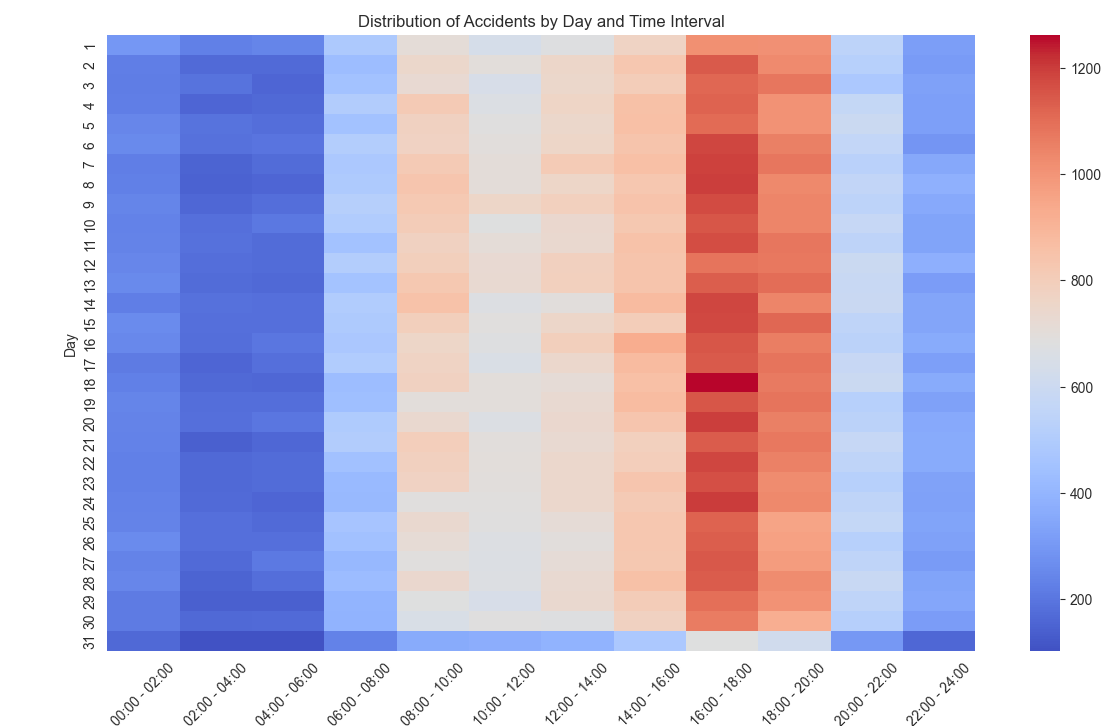 Distribution of Accidents by Day and Time Interval
1
2
3
4
5
6
7
8
9
10
11
12
13
14
15
16
17
18
19
20
21
22
23
24
25
26
27
28
29
30
31
Day
00:00 - 02:00
02:00 - 04:00
04:00 - 06:00
06:00 - 08:00
08:00 - 10:00
10:00 - 12:00
12:00 - 14:00
14:00 - 16:00
16:00 - 18:00
18:00 - 20:00
20:00 - 22:00
22:00 - 24:00
1200
1000
800
600
400
200